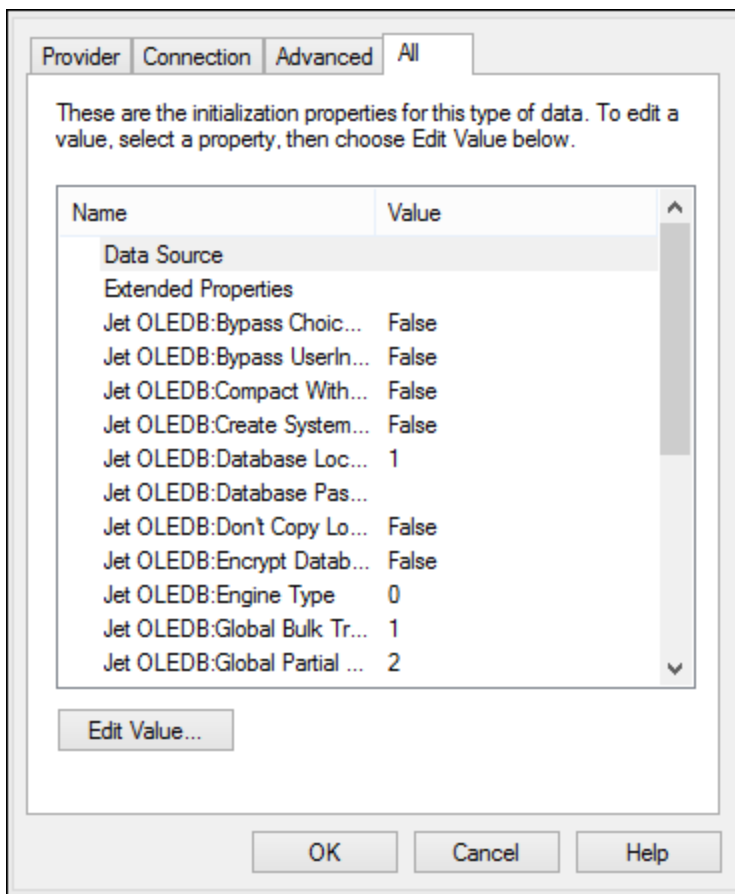 Provider Connection Advanced All
These are the initialization properties for this type of data. To edit a
value, select a property, then choose Edit Value below.
Name Value
Data Source
Extended Properties
Jet OLEDB:Bypass Choic... False
Jet OLEDB:Bypass UserIn... False
Jet OLEDB:Compact With... False
Jet OLEDB:Create System... False
Jet OLEDB:Database Loc... 1
Jet OLEDB:Database Pas...
Jet OLEDB:Don't Copy Lo... False
Jet OLEDB:Encrypt Datab... False
Jet OLEDB:Engine Type 0
Jet OLEDB:Global Bulk Tr... 1
Jet OLEDB:Global Partial ... 2
Edit Value...
OK Cancel Help